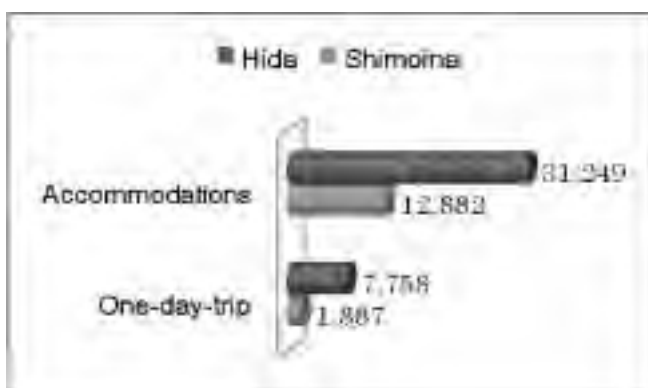 Hida Shimoina
Accommodations
31,249
12,882
One-day-trip
7,758
1,887